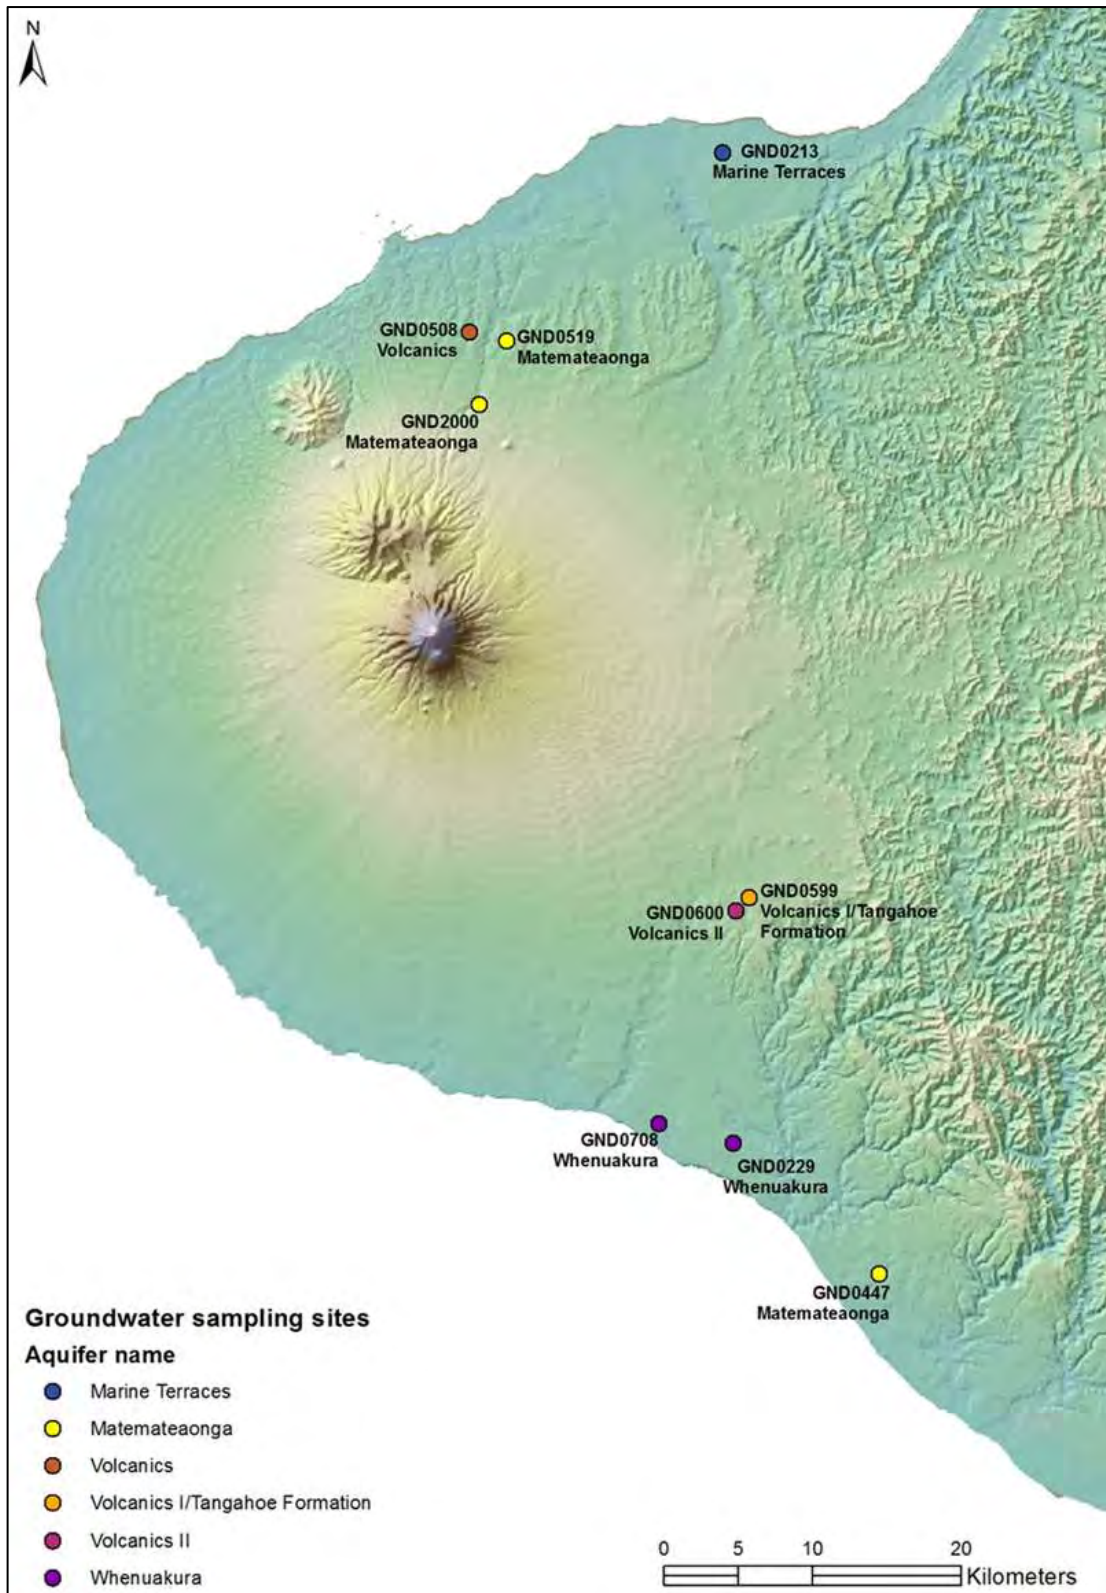 N
GND0213
Marine Terraces
GND0508
Volcanics
GND0519
Matemateaonga
GND2000
Matemateaonga
GND0599
Volcanics I/Tangahoe
Formation
GND0600
Volcanics II
GND0708
Whenuakura
GND0229
Whenuakura
GND0447
Matemateaonga
Groundwater sampling sites
Aquifer name
Marine Terraces
Matemateaonga
Volcanics
Volcanics I/Tangahoe Formation
Volcanics II
Whenuakura
0 5 10 20
Kilometers